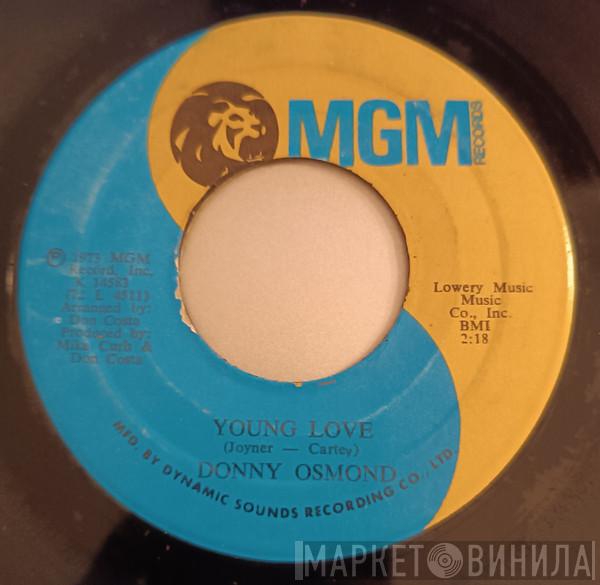 MGM
RECORDS
℗ 1973 MGM
Record, Inc.
K 14583
(72 L 45113)
Arranged by:
Don Costa
Produced by:
Mike Curb &
Don Costa
Lowery Music
Music
Co., Inc.
BMI
2:18
YOUNG LOVE
(Joyner — Cartey)
DONNY OSMOND
MFD. BY DYNAMIC SOUNDS RECORDING CO., LTD.
МАРКЕТ ВИНИЛА